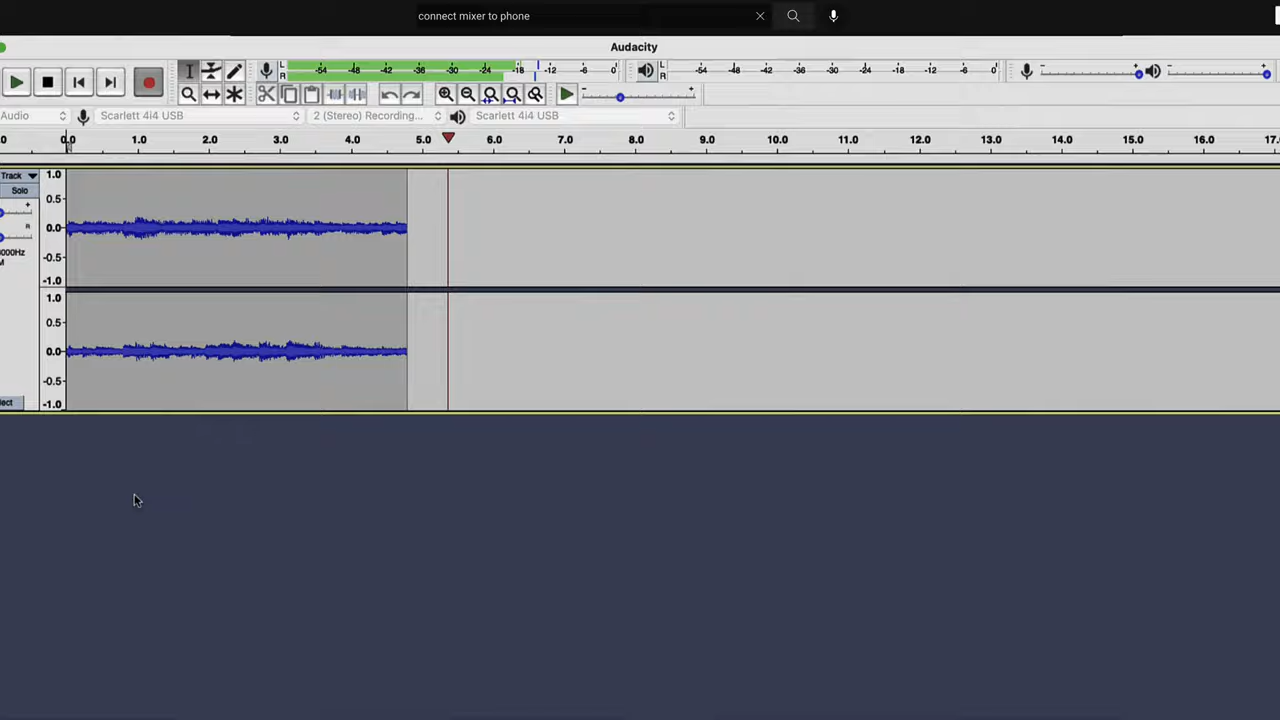 connect mixer to phone
Audacity
L -54 -48 -42 -36 -30 -24 -18 -12 -6 0 L -54 -48 -42 -36 -30 -24 -18 -12 -6 0
R R
Audio Scarlett 4i4 USB 2 (Stereo) Recording... Scarlett 4i4 USB
.0 0.0 1.0 2.0 3.0 4.0 5.0 6.0 7.0 8.0 9.0 10.0 11.0 12.0 13.0 14.0 15.0 16.0 17.
Track 1.0
Solo 0.5
R 0.0
000Hz -0.5
-1.0
1.0
0.5
0.0
-0.5
lect -1.0